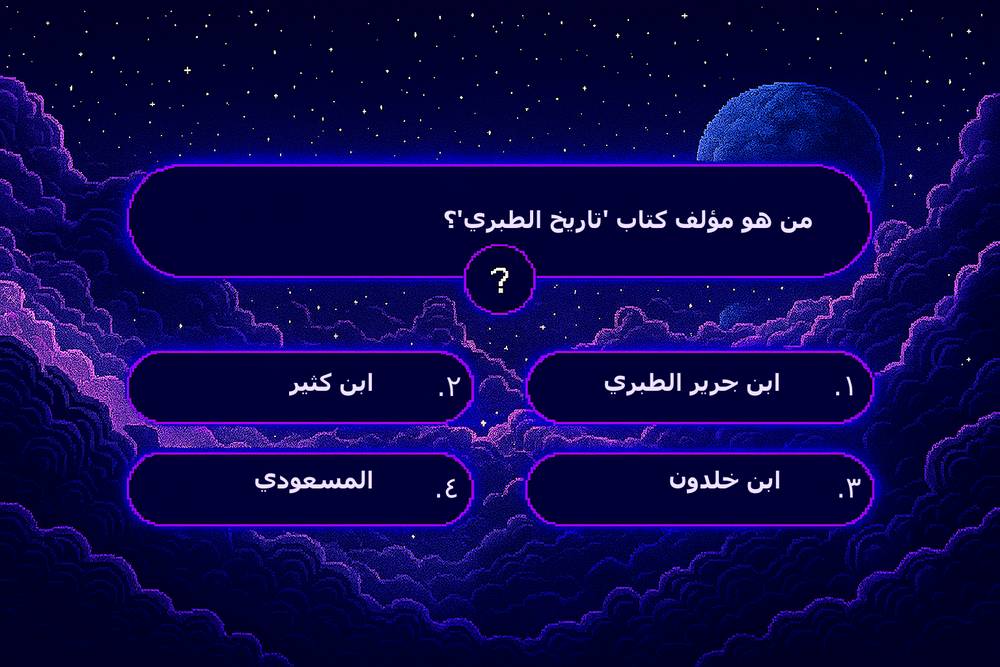 من هو مؤلف كتاب 'تاريخ الطبري'؟
?
١. ابن جرير الطبري
٢. ابن كثير
٣. ابن خلدون
٤. المسعودي